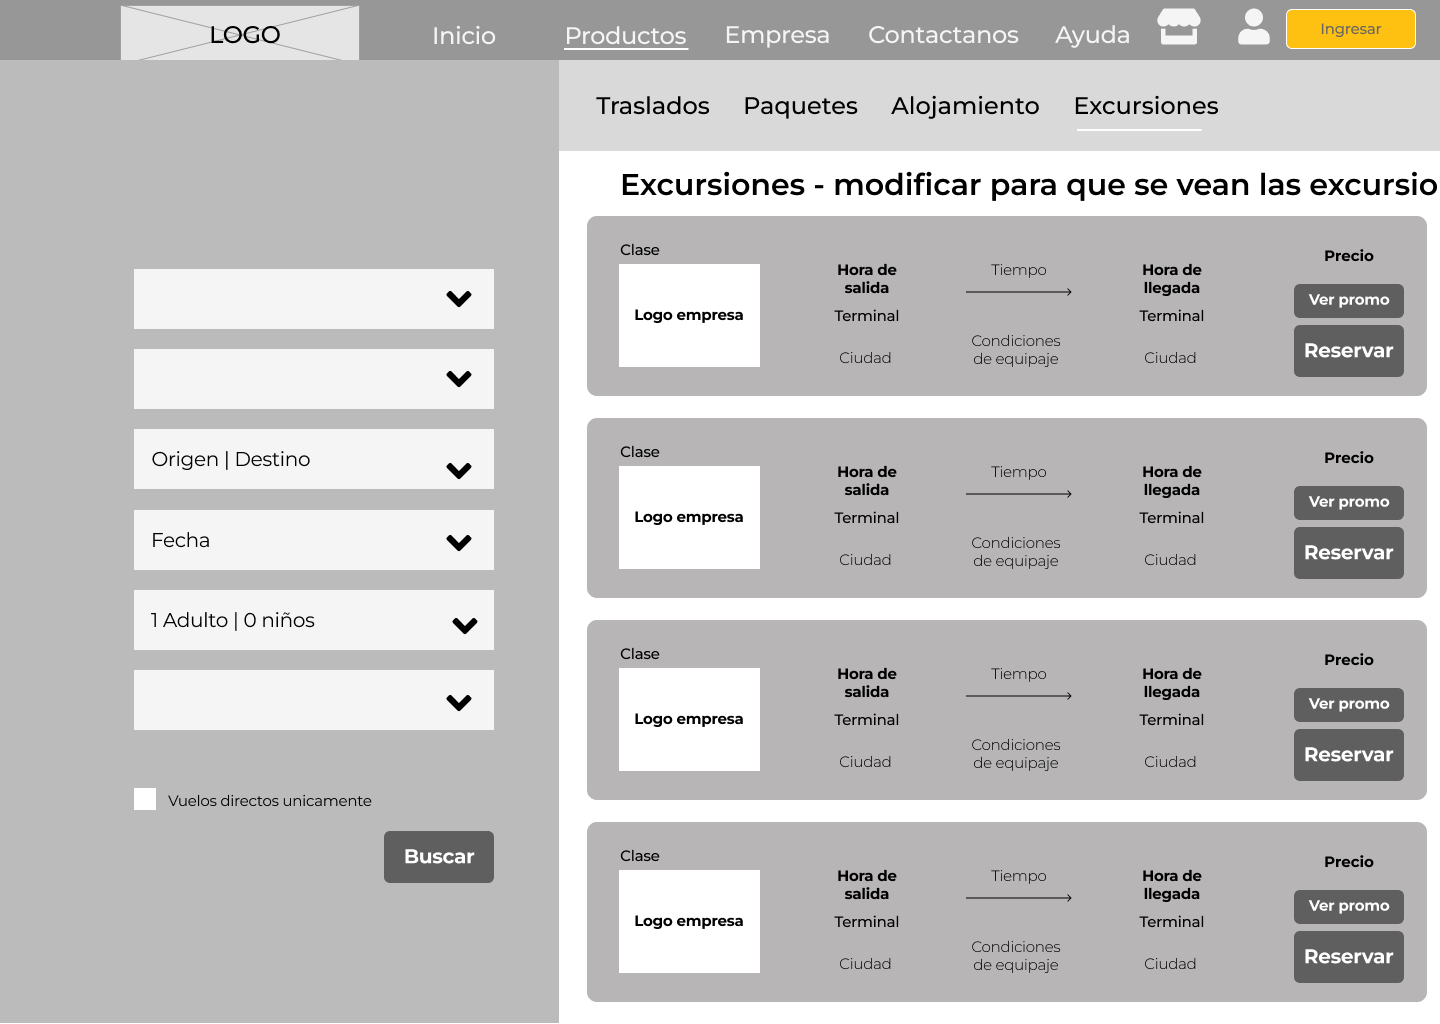 LOGO
Inicio
Productos
Empresa
Contactanos
Ayuda
Ingresar
Traslados
Paquetes
Alojamiento
Excursiones
Excursiones - modificar para que se vean las excursio
Origen | Destino
Fecha
1 Adulto | 0 niños
Vuelos directos unicamente
Buscar
Clase
Logo empresa
Hora de
salida
Terminal
Ciudad
Tiempo
Condiciones
de equipaje
Hora de
llegada
Terminal
Ciudad
Precio
Ver promo
Reservar
Clase
Logo empresa
Hora de
salida
Terminal
Ciudad
Tiempo
Condiciones
de equipaje
Hora de
llegada
Terminal
Ciudad
Precio
Ver promo
Reservar
Clase
Logo empresa
Hora de
salida
Terminal
Ciudad
Tiempo
Condiciones
de equipaje
Hora de
llegada
Terminal
Ciudad
Precio
Ver promo
Reservar
Clase
Logo empresa
Hora de
salida
Terminal
Ciudad
Tiempo
Condiciones
de equipaje
Hora de
llegada
Terminal
Ciudad
Precio
Ver promo
Reservar